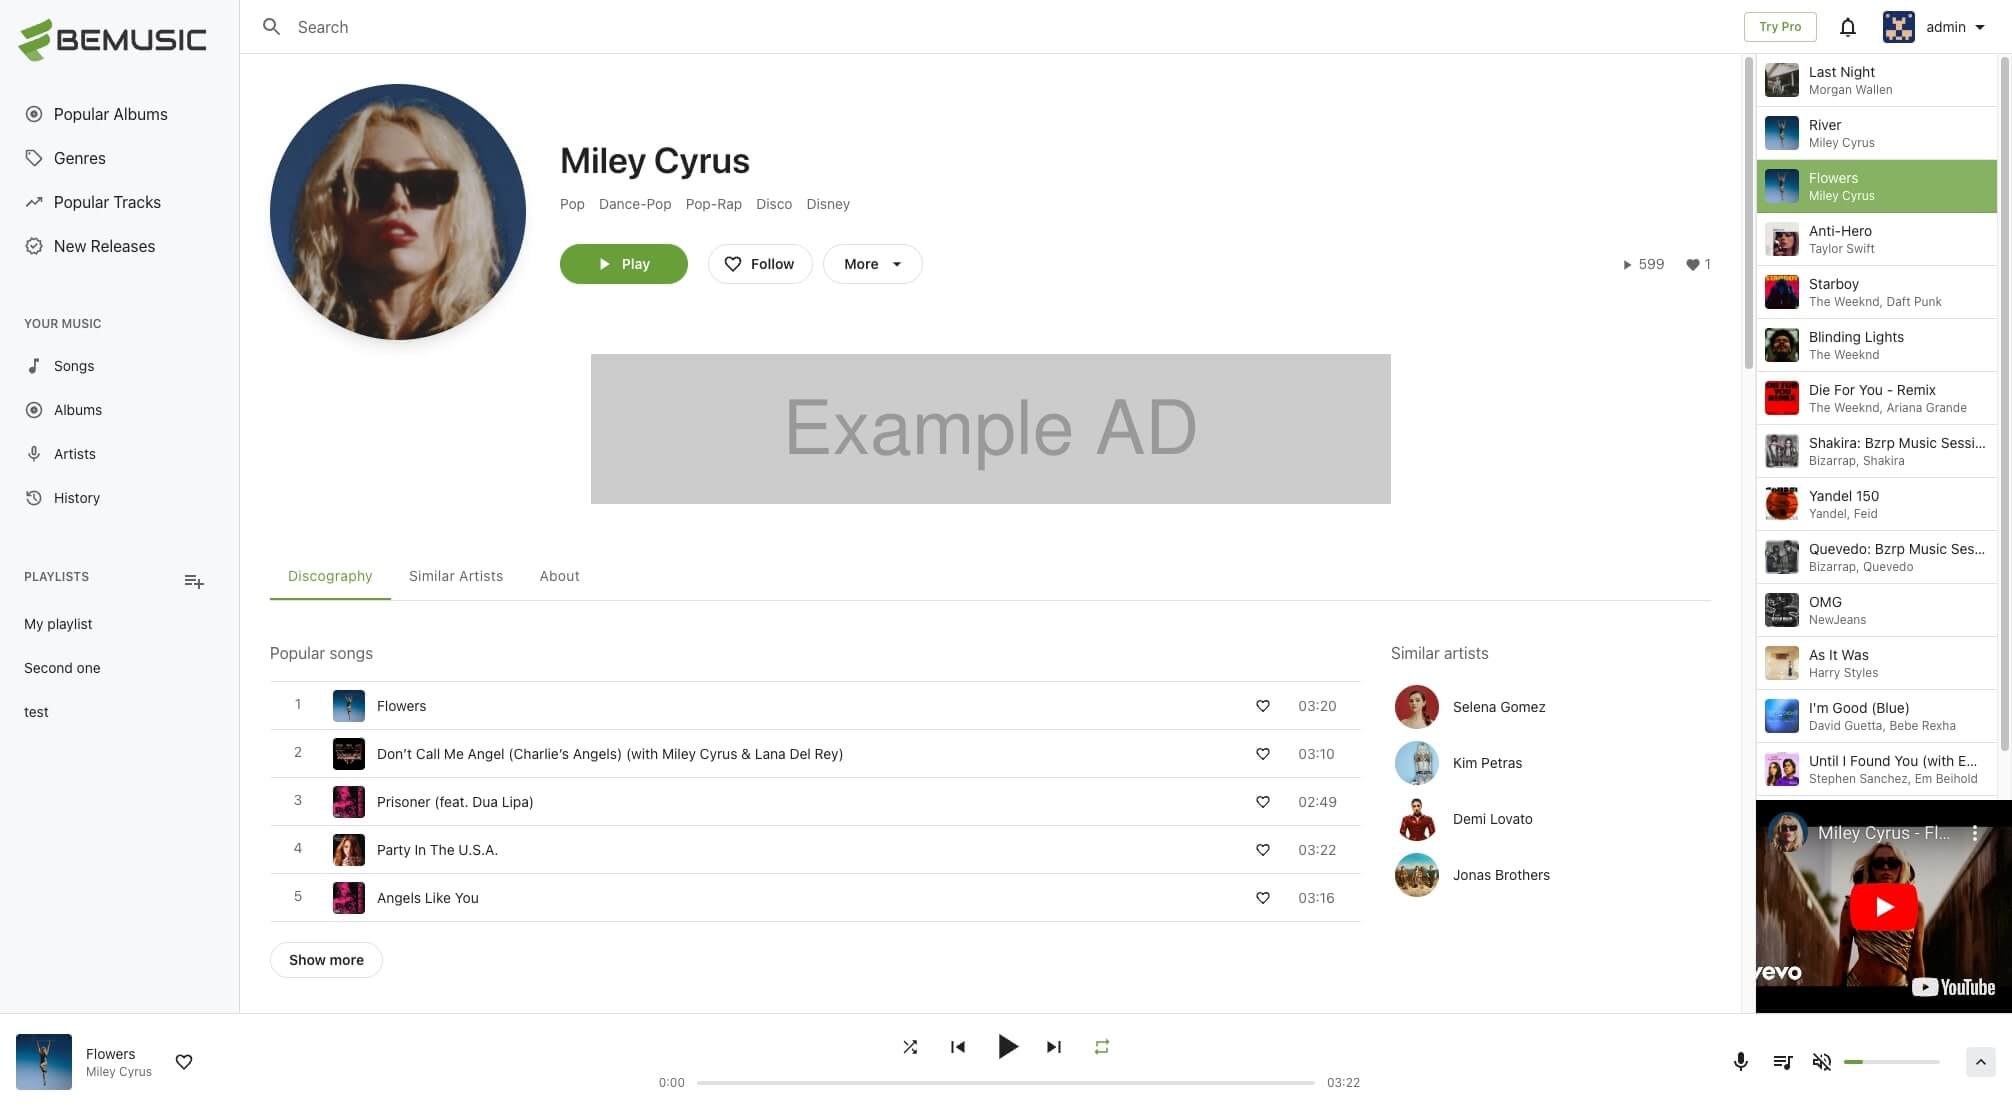 BEMUSIC
Search
Try Pro
admin
Popular Albums
Genres
Popular Tracks
New Releases
YOUR MUSIC
Songs
Albums
Artists
History
PLAYLISTS
My playlist
Second one
test
Miley Cyrus
Pop Dance-Pop Pop-Rap Disco Disney
Play
Follow
More
599
1
Example AD
Discography
Similar Artists
About
Popular songs
1 Flowers 03:20
2 Don't Call Me Angel (Charlie's Angels) (with Miley Cyrus & Lana Del Rey) 03:10
3 Prisoner (feat. Dua Lipa) 02:49
4 Party In The U.S.A. 03:22
5 Angels Like You 03:16
Show more
Similar artists
Selena Gomez
Kim Petras
Demi Lovato
Jonas Brothers
Last Night
Morgan Wallen
River
Miley Cyrus
Flowers
Miley Cyrus
Anti-Hero
Taylor Swift
Starboy
The Weeknd, Daft Punk
Blinding Lights
The Weeknd
Die For You - Remix
The Weeknd, Ariana Grande
Shakira: Bzrp Music Sessi...
Bizarrap, Shakira
Yandel 150
Yandel, Feid
Quevedo: Bzrp Music Ses...
Bizarrap, Quevedo
OMG
NewJeans
As It Was
Harry Styles
I'm Good (Blue)
David Guetta, Bebe Rexha
Until I Found You (with E...
Stephen Sanchez, Em Beihold
Miley Cyrus - Fl...
vevo
YouTube
Flowers
Miley Cyrus
0:00
03:22